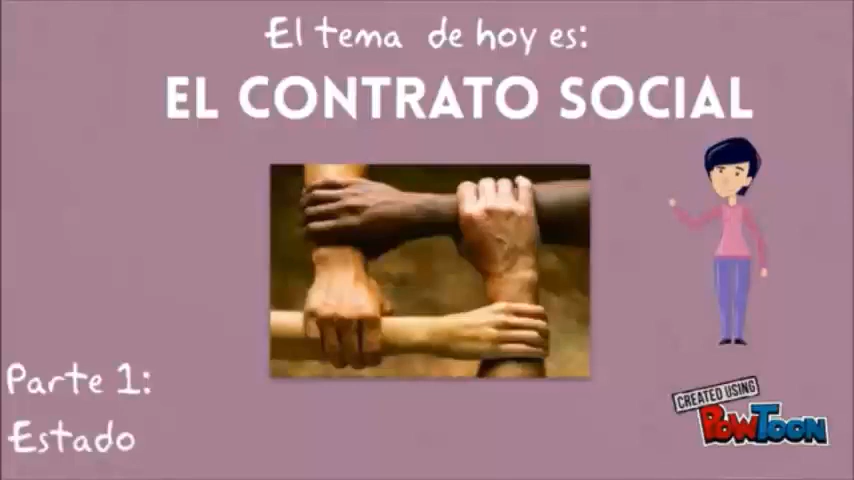 El tema de hoy es:
EL CONTRATO SOCIAL
Parte 1:
Estado
CREATED USING
POWTOON